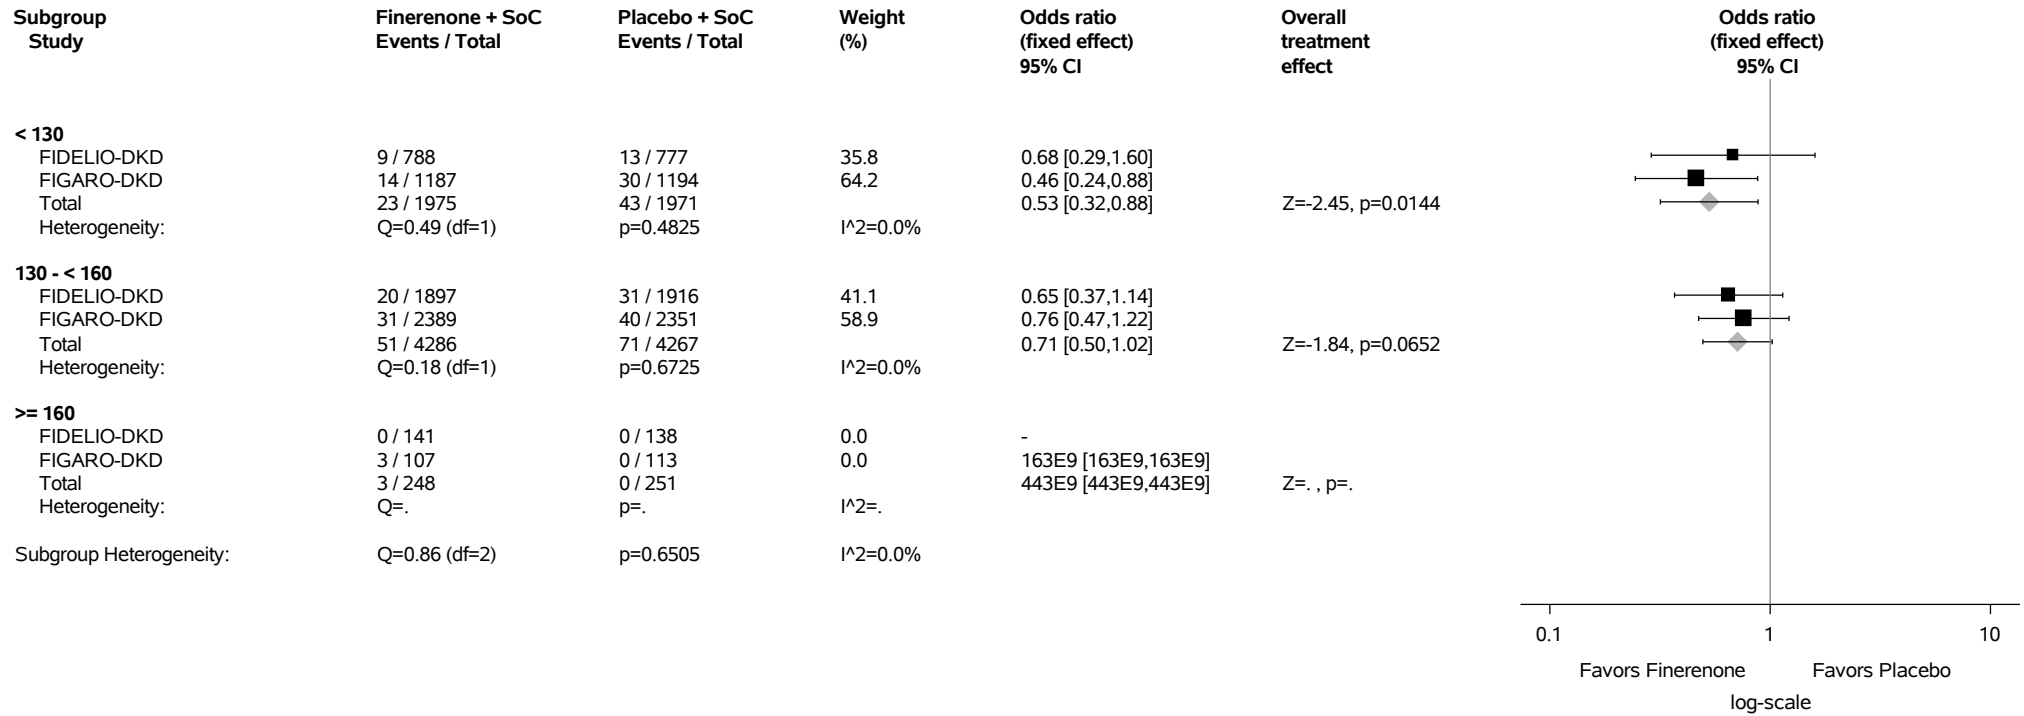 Subgroup Finerenone + SoC Placebo + SoC Weight Odds ratio Overall Odds ratio
Study Events / Total Events / Total (%) (fixed effect) treatment (fixed effect)
95% CI effect 95% CI
< 130
FIDELIO-DKD 9 / 788 13 / 777 35.8 0.68 [0.29,1.60]
FIGARO-DKD 14 / 1187 30 / 1194 64.2 0.46 [0.24,0.88]
Total 23 / 1975 43 / 1971 0.53 [0.32,0.88] Z=-2.45, p=0.0144
Heterogeneity: Q=0.49 (df=1) p=0.4825 I^2=0.0%
130 - < 160
FIDELIO-DKD 20 / 1897 31 / 1916 41.1 0.65 [0.37,1.14]
FIGARO-DKD 31 / 2389 40 / 2351 58.9 0.76 [0.47,1.22]
Total 51 / 4286 71 / 4267 0.71 [0.50,1.02] Z=-1.84, p=0.0652
Heterogeneity: Q=0.18 (df=1) p=0.6725 I^2=0.0%
>= 160
FIDELIO-DKD 0 / 141 0 / 138 0.0 -
FIGARO-DKD 3 / 107 0 / 113 0.0 163E9 [163E9,163E9]
Total 3 / 248 0 / 251 443E9 [443E9,443E9] Z=. , p=.
Heterogeneity: Q=. p=. I^2=.
Subgroup Heterogeneity: Q=0.86 (df=2) p=0.6505 I^2=0.0%
0.1 1 10
Favors Finerenone Favors Placebo
log-scale